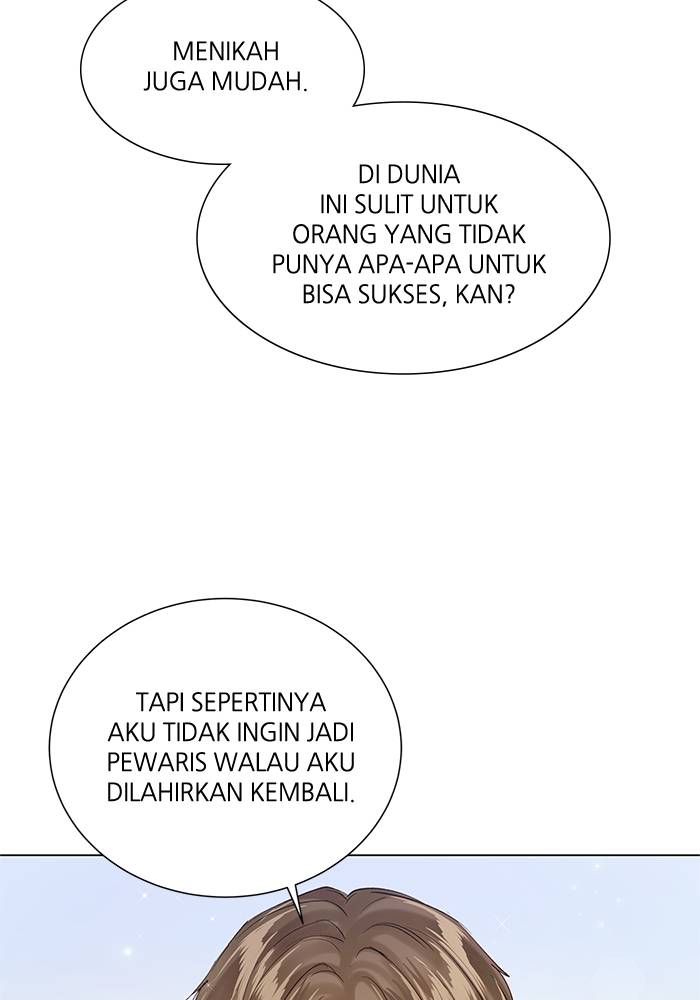 MENIKAH
JUGA MUDAH.
DI DUNIA
INI SULIT UNTUK
ORANG YANG TIDAK
PUNYA APA-APA UNTUK
BISA SUKSES, KAN?
TAPI SEPERTINYA
AKU TIDAK INGIN JADI
PEWARIS WALAU AKU
DILAHIRKAN KEMBALI.